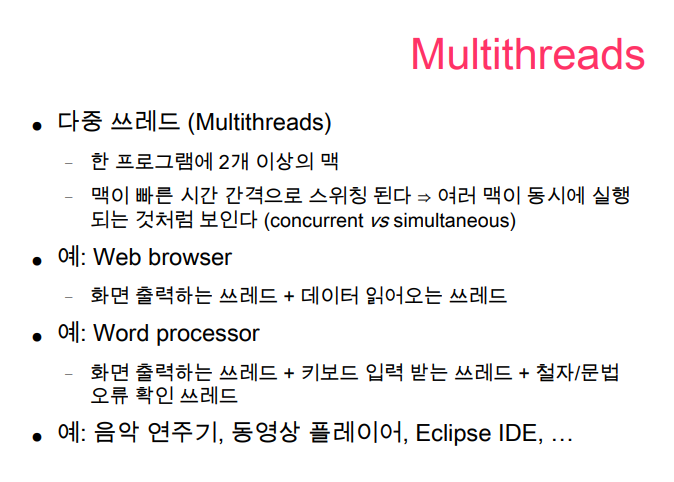 Multithreads
● 다중 쓰레드 (Multithreads)
– 한 프로그램에 2개 이상의 맥
– 맥이 빠른 시간 간격으로 스위칭 된다 ⇒ 여러 맥이 동시에 실행
되는 것처럼 보인다 (concurrent vs simultaneous)
● 예: Web browser
– 화면 출력하는 쓰레드 + 데이터 읽어오는 쓰레드
● 예: Word processor
– 화면 출력하는 쓰레드 + 키보드 입력 받는 쓰레드 + 철자/문법
오류 확인 쓰레드
● 예: 음악 연주기, 동영상 플레이어, Eclipse IDE, …